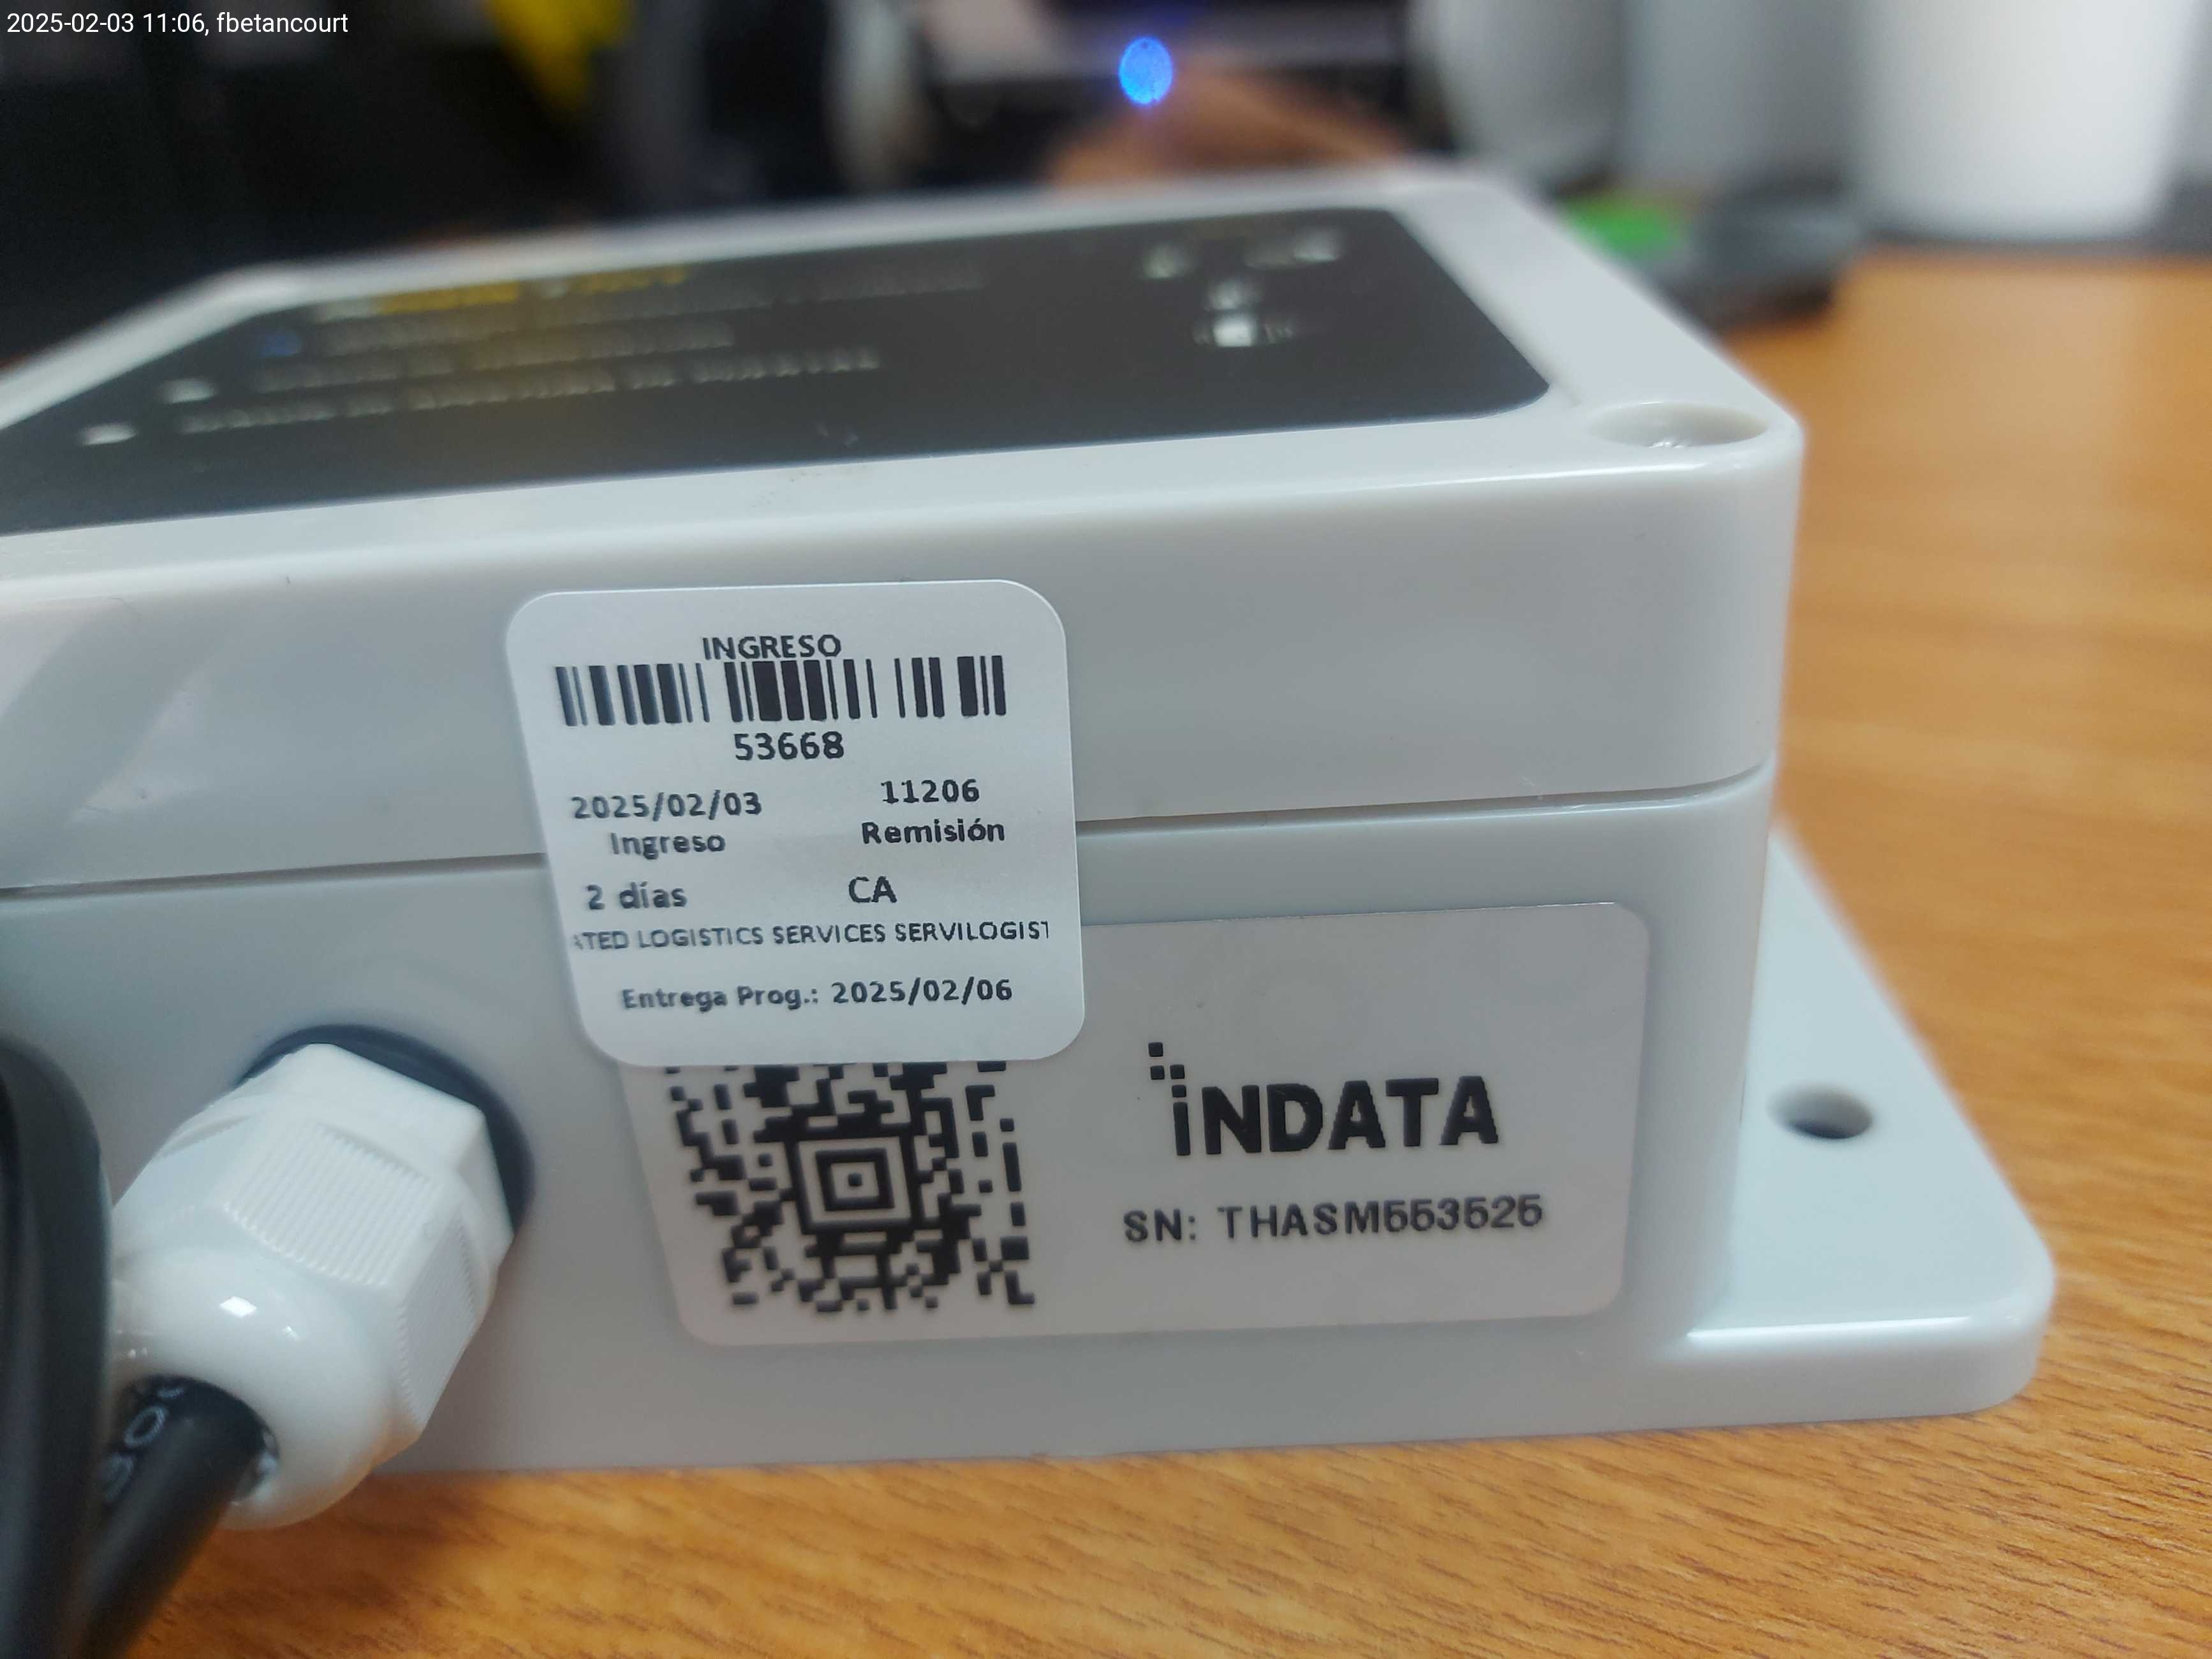 2025-02-03 11:06, fbetancourt
INGRESO
53668
2025/02/03 11206
Ingreso Remisión
2 días CA
ATED LOGISTICS SERVICES SERVILOGIST
Entrega Prog.: 2025/02/06
iNDATA
SN: THASM553525